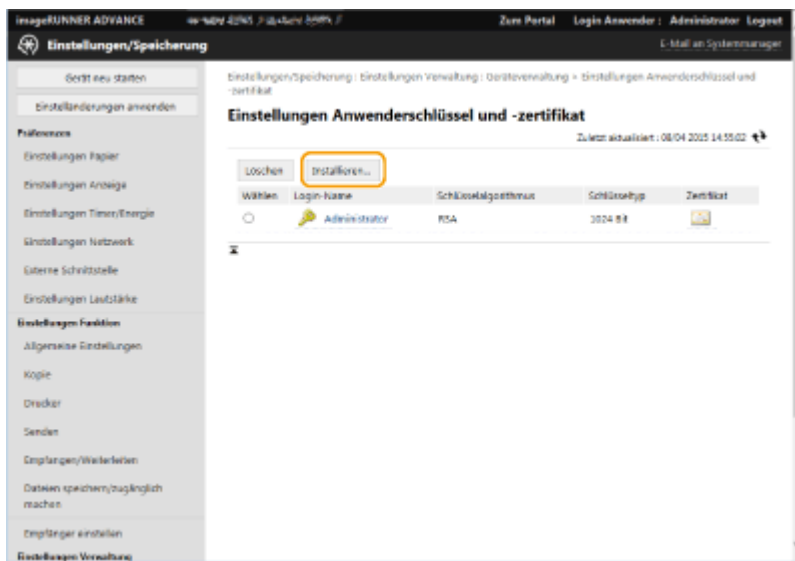 imageRUNNER ADVANCE
Zum Portal Login Anwender : Administrator Logout
Einstellungen/Speicherung
E-Mail an Systemmanager
Gerät neu starten
Einstelländerungen anwenden
Präferenzen
Einstellungen Papier
Einstellungen Anzeige
Einstellungen Timer/Energie
Einstellungen Netzwerk
Externe Schnittstelle
Einstellungen Lautstärke
Einstellungen Funktion
Allgemeine Einstellungen
Kopie
Drucker
Senden
Empfangen/Weiterleiten
Dateien speichern/zugänglich
machen
Empfänger einstellen
Einstellungen Verwaltung
Einstellungen/Speicherung : Einstellungen Verwaltung : Geräteverwaltung > Einstellungen Anwenderschlüssel und
-zertifikat
Einstellungen Anwenderschlüssel und -zertifikat
Zuletzt aktualisiert : 08/04 2015 14:55:02
Löschen Installieren...
Wählen Login-Name Schlüsselalgorithmus Schlüsseltyp Zertifikat
Administrator RSA 1024 Bit